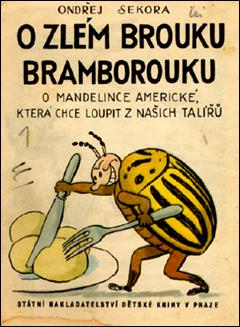 ONDŘEJ SEKORA
O ZLÉM BROUKU
BRAMBOROUKU
O MANDELINCE AMERICKÉ,
KTERÁ CHCE LOUPIT Z NAŠICH TALÍŘŮ
STÁTNÍ NAKLADATELSTVÍ DĚTSKÉ KNIHY V PRAZE